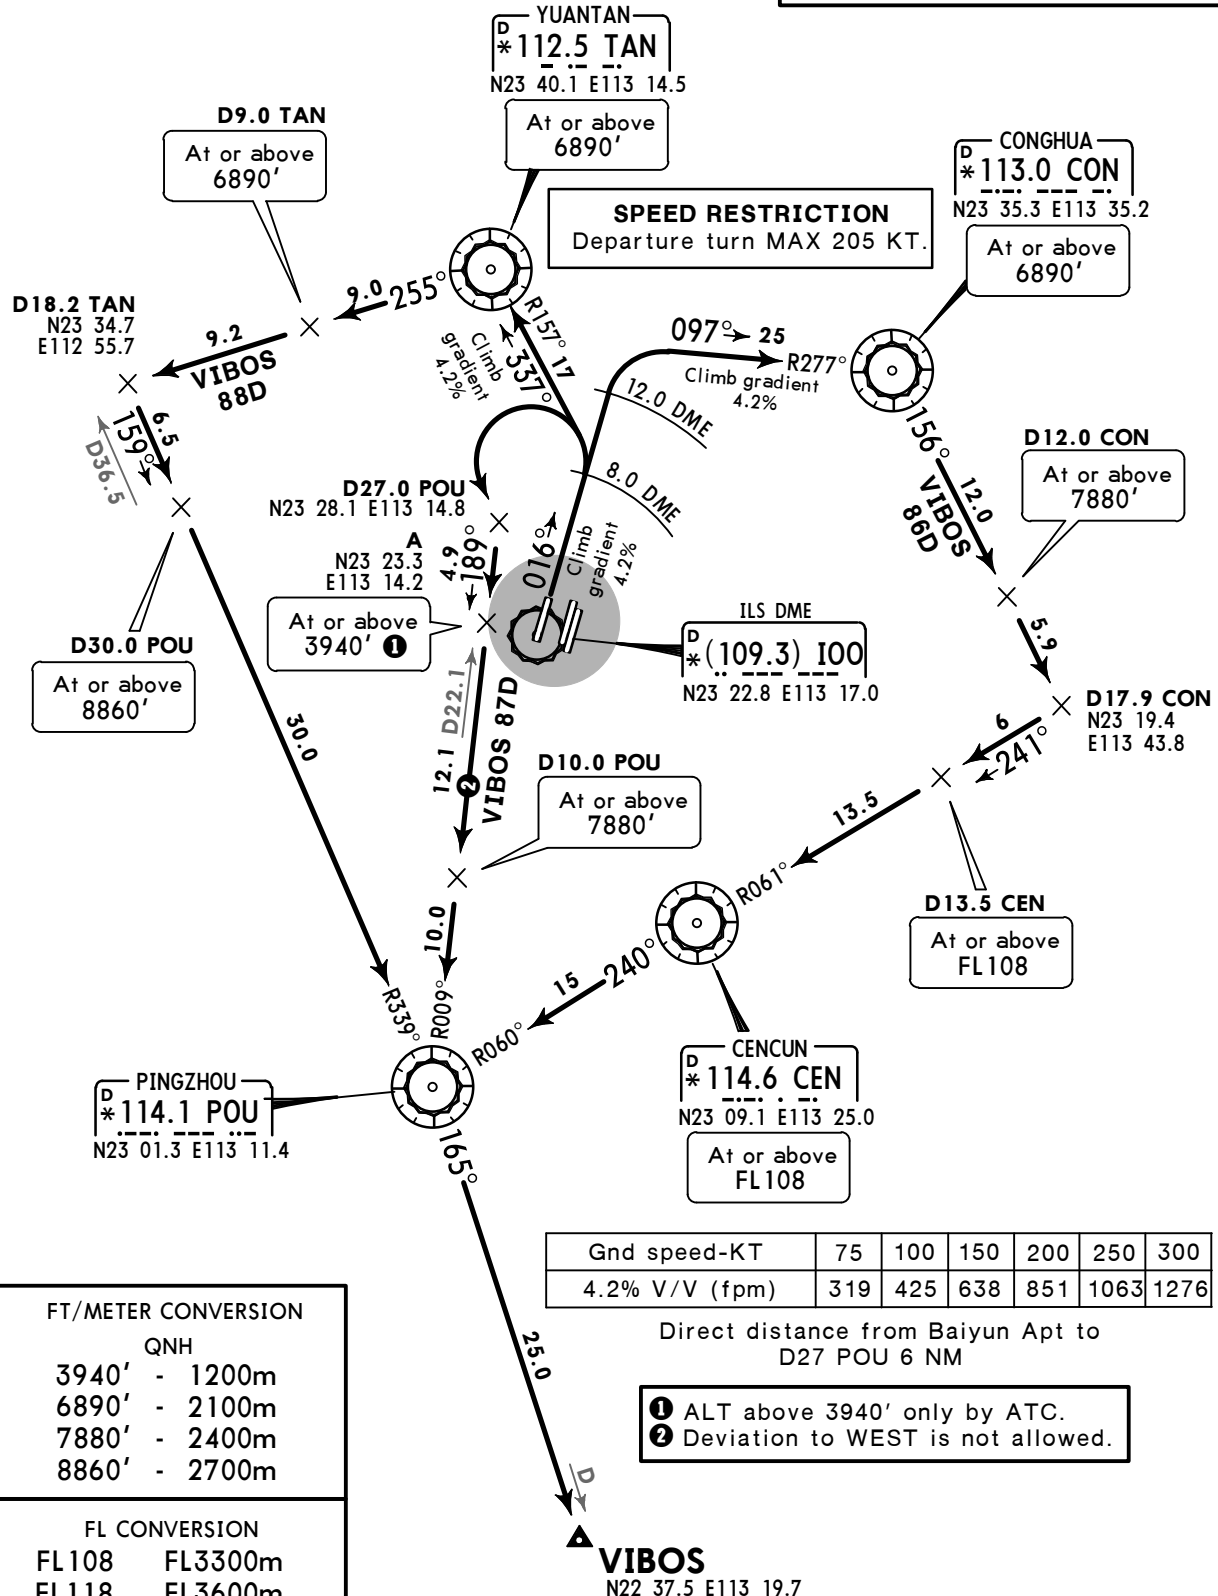 YUANTAN
D
*112.5 TAN
N23 40.1 E113 14.5
At or above
6890'
D9.0 TAN
At or above
6890'
CONGHUA
D
*113.0 CON
N23 35.3 E113 35.2
At or above
6890'
SPEED RESTRICTION
Departure turn MAX 205 KT.
D18.2 TAN
N23 34.7
E112 55.7
9.0
255°
9.2
VIBOS
88D
R157°
17
337°
Climb
gradient
4.2%
097°
25
R277°
Climb gradient
4.2%
12.0 DME
8.0 DME
6.5
159°
D36.5
D27.0 POU
N23 28.1 E113 14.8
156°
12.0
VIBOS
86D
D12.0 CON
At or above
7880'
A
N23 23.3
E113 14.2
At or above
3940' ❶
4.9
189°
016°
Climb
gradient
4.2%
ILS DME
D
*(109.3) IOO
N23 22.8 E113 17.0
D30.0 POU
At or above
8860'
30.0
5.9
D17.9 CON
N23 19.4
E113 43.8
6
241°
D22.1
12.1
❷
VIBOS 87D
D10.0 POU
At or above
7880'
13.5
R061°
D13.5 CEN
At or above
FL108
10.0
R009°
R339°
240°
15
R060°
CENCUN
D
*114.6 CEN
N23 09.1 E113 25.0
At or above
FL108
PINGZHOU
D
*114.1 POU
N23 01.3 E113 11.4
165°
25.0
D
Gnd speed-KT 75 100 150 200 250 300
4.2% V/V (fpm) 319 425 638 851 1063 1276
Direct distance from Baiyun Apt to
D27 POU 6 NM
❶ ALT above 3940' only by ATC.
❷ Deviation to WEST is not allowed.
FT/METER CONVERSION
QNH
3940' - 1200m
6890' - 2100m
7880' - 2400m
8860' - 2700m
FL CONVERSION
FL108 FL3300m
FL118 FL3600m
VIBOS
N22 37.5 E113 19.7